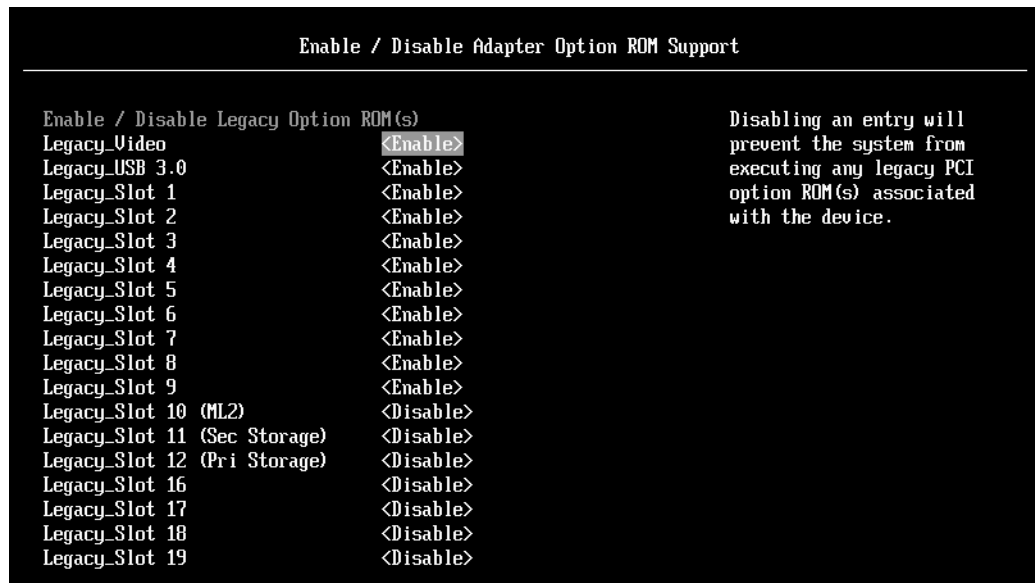 Enable / Disable Adapter Option ROM Support
Enable / Disable Legacy Option ROM(s)
Legacy_Video <Enable>
Legacy_USB 3.0 <Enable>
Legacy_Slot 1 <Enable>
Legacy_Slot 2 <Enable>
Legacy_Slot 3 <Enable>
Legacy_Slot 4 <Enable>
Legacy_Slot 5 <Enable>
Legacy_Slot 6 <Enable>
Legacy_Slot 7 <Enable>
Legacy_Slot 8 <Enable>
Legacy_Slot 9 <Enable>
Legacy_Slot 10 (ML2) <Disable>
Legacy_Slot 11 (Sec Storage) <Disable>
Legacy_Slot 12 (Pri Storage) <Disable>
Legacy_Slot 16 <Disable>
Legacy_Slot 17 <Disable>
Legacy_Slot 18 <Disable>
Legacy_Slot 19 <Disable>
Disabling an entry will
prevent the system from
executing any legacy PCI
option ROM(s) associated
with the device.